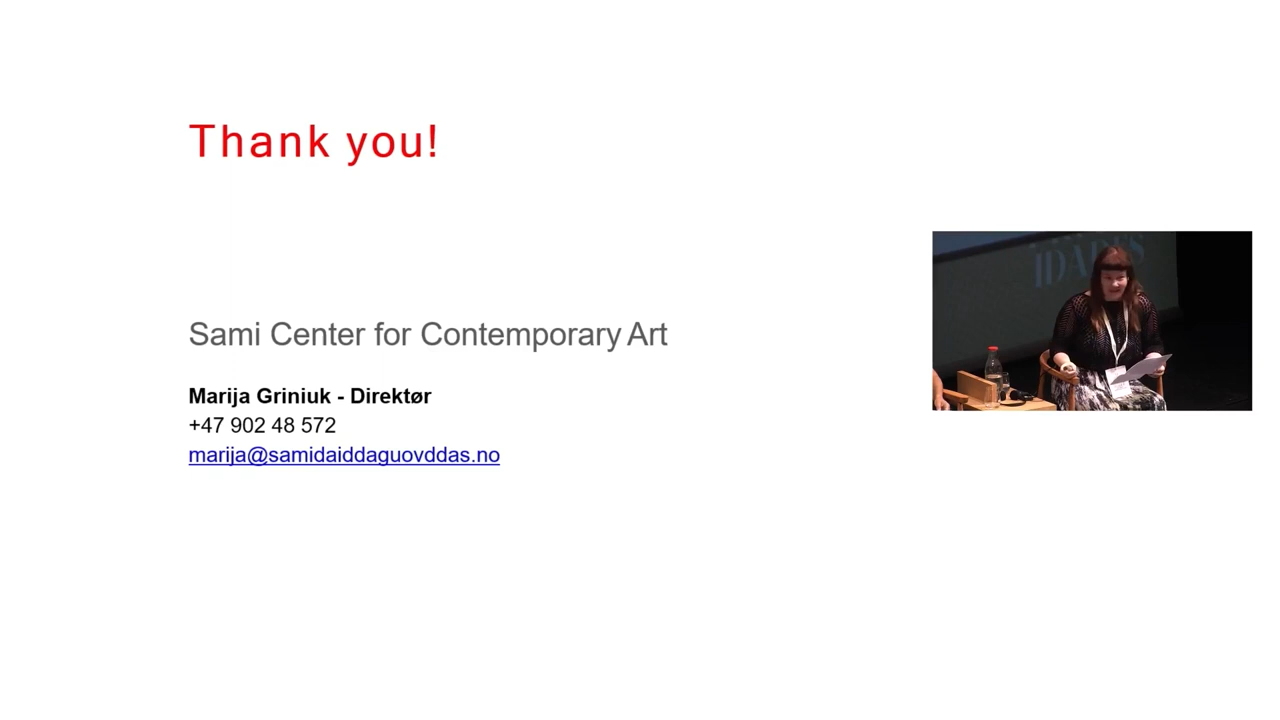 Thank you!
Sami Center for Contemporary Art
Marija Griniuk - Direktør
+47 902 48 572
marija@samidaiddaguovddas.no